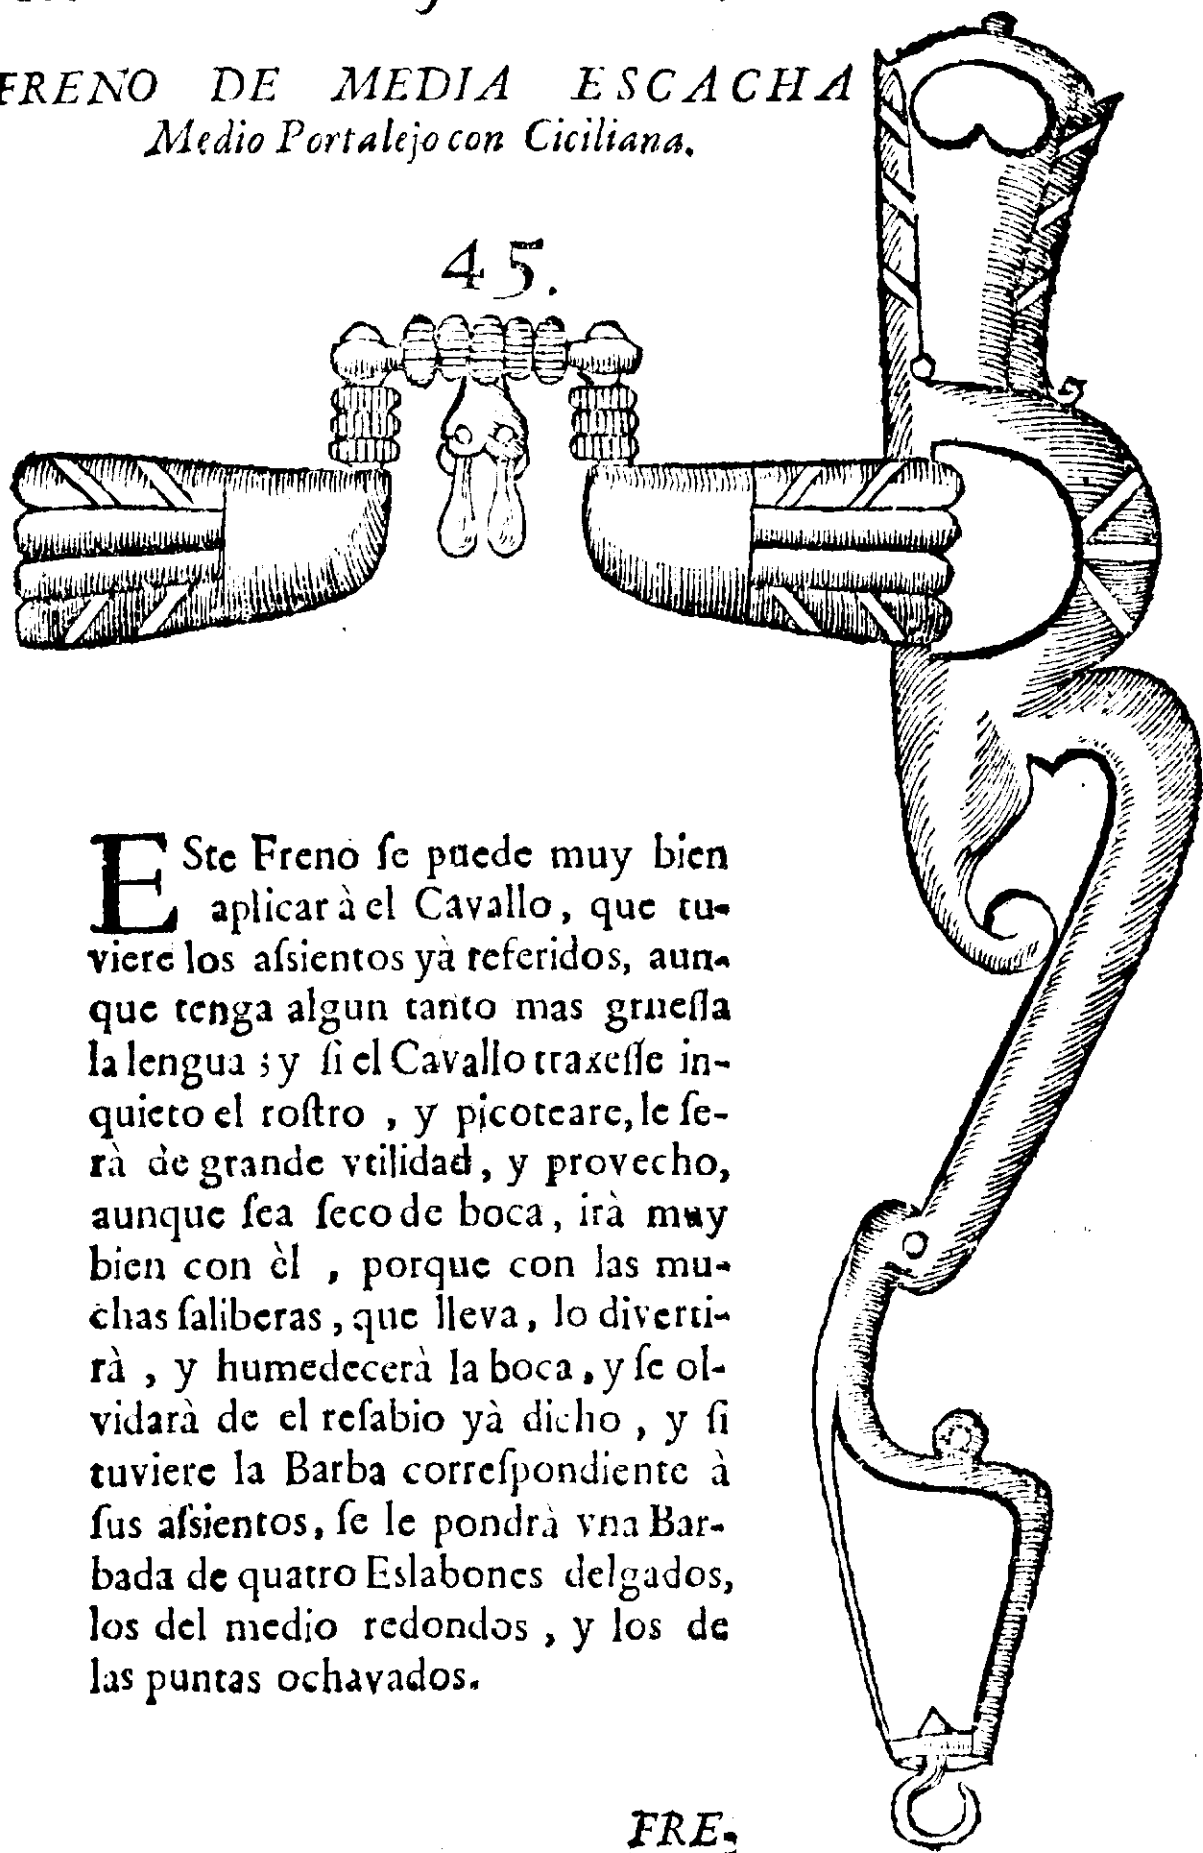 FRENO DE MEDIA ESCACHA
Medio Portalejo con Ciciliana.
45.
ESte Freno ſe puede muy bien
aplicar à el Cavallo, que tu-
viere los aſsientos yà referidos, aun-
que tenga algun tanto mas grueſſa
la lengua; y ſi el Cavallo traxeſſe in-
quieto el roſtro, y picoteare, le ſe-
rà de grande vtilidad, y provecho,
aunque ſea ſeco de boca, irà muy
bien con èl, porque con las mu-
chas ſaliberas, que lleva, lo diverti-
rà, y humedecerà la boca, y ſe ol-
vidarà de el reſabio yà dicho, y ſi
tuviere la Barba correſpondiente à
ſus aſsientos, ſe le pondrà vna Bar-
bada de quatro Eslabones delgados,
los del medio redondos, y los de
las puntas ochavados.
FRE-